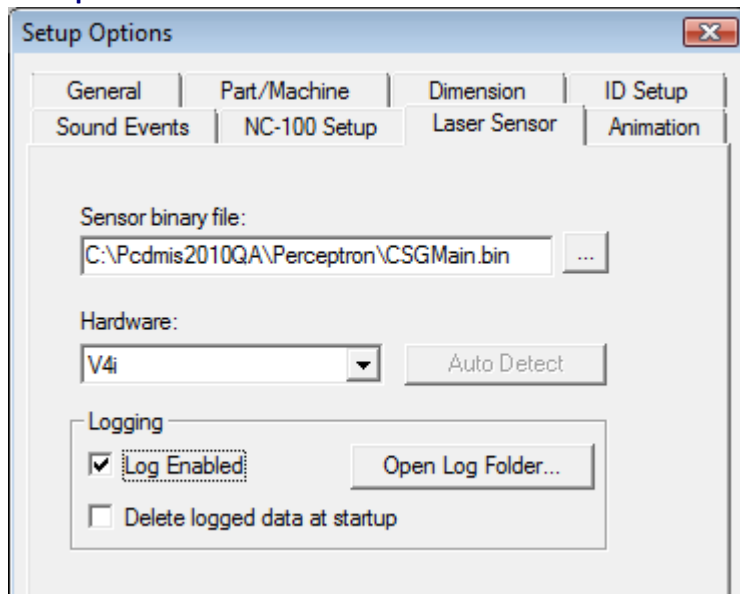 Setup Options
General
Part/Machine
Dimension
ID Setup
Sound Events
NC-100 Setup
Laser Sensor
Animation
Sensor binary file:
C:\Pcdmis2010QA\Perceptron\CSGMain.bin
...
Hardware:
V4i
Auto Detect
Logging
Log Enabled
Open Log Folder...
Delete logged data at startup